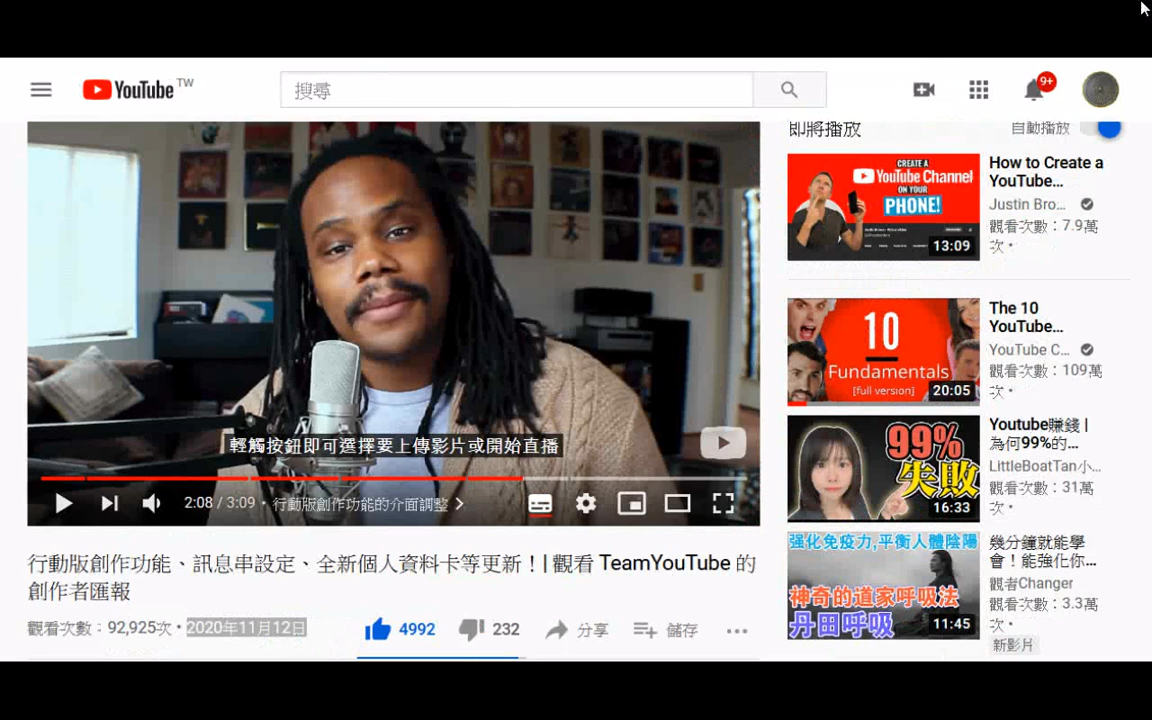 YouTube TW
搜尋
9+
輕觸按鈕即可選擇要上傳影片或開始直播
2:08 / 3:09 • 行動版創作功能的介面調整
行動版創作功能、訊息串設定、全新個人資料卡等更新！| 觀看 TeamYouTube 的
創作者匯報
觀看次數：92,925次 • 2020年11月12日
4992
232
分享
儲存
即將播放
自動播放
CREATE A
YouTube Channel
ON YOUR
PHONE!
13:09
How to Create a
YouTube...
Justin Bro...
觀看次數：7.9萬
次 •
10
Fundamentals
[full version]
20:05
The 10
YouTube...
YouTube C...
觀看次數：109萬
次 •
99%
失敗
16:33
Youtube賺錢 |
為何99%的...
LittleBoatTan小...
觀看次數：31萬
次 •
强化免疫力,平衡人體陰陽
神奇的道家呼吸法
丹田呼吸
11:45
幾分鐘就能學
會！能強化你...
觀者Changer
觀看次數：3.3萬
次 •
新影片